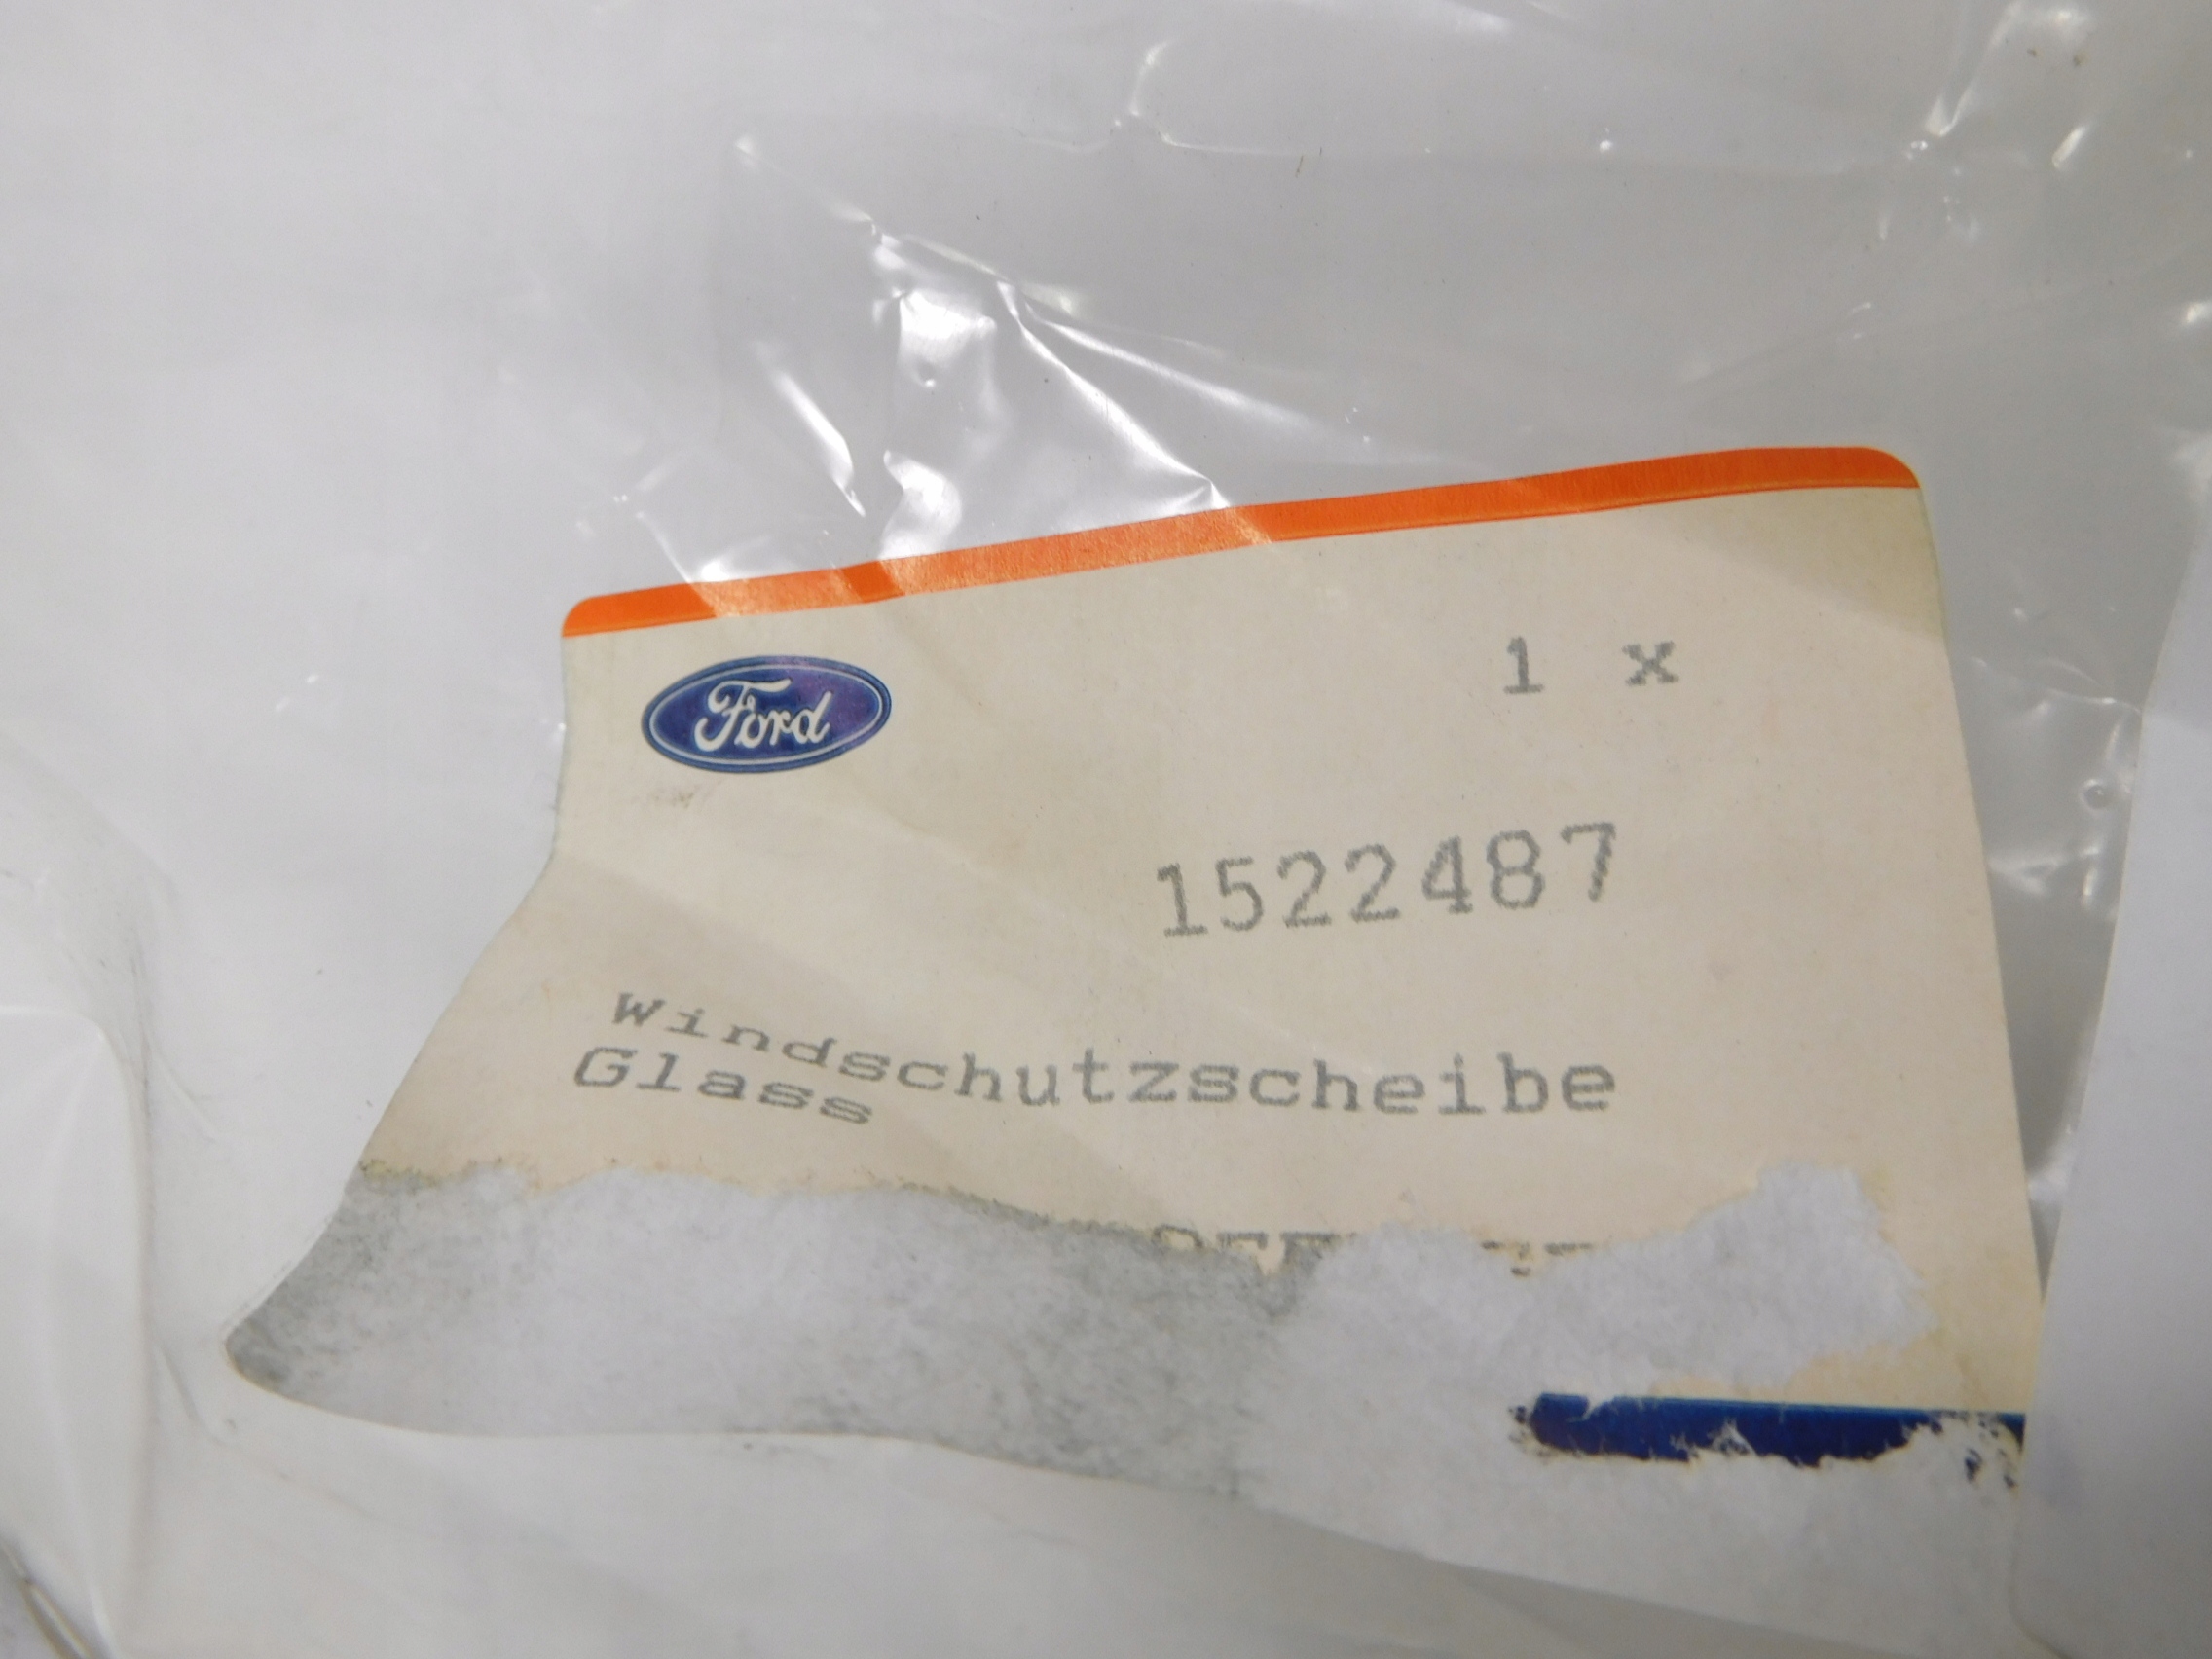 Ford
1 x
1522487
Windschutzscheibe
Glass